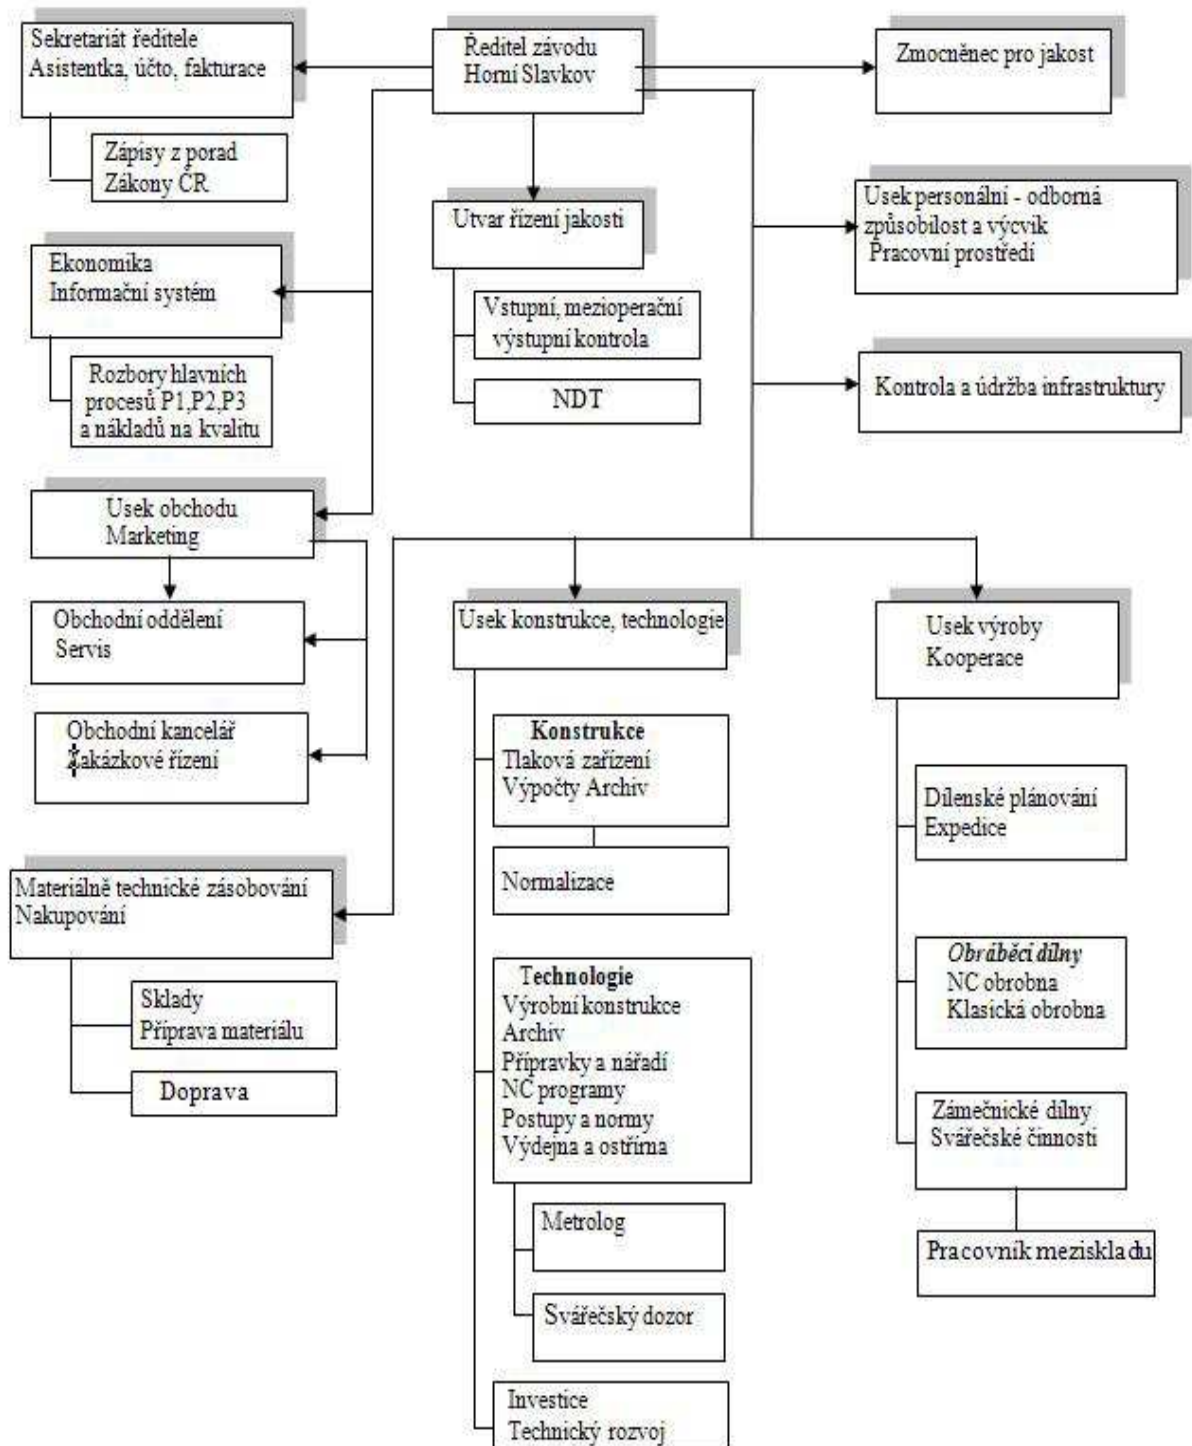 Sekretariát ředitele
Asistentka, účto, fakturace
Ředitel závodu
Horní Slavkov
Zmocněnec pro jakost
Zápisy z porad
Zákony ČR
Usek personální - odborná
způsobilost a výcvik
Pracovní prostředí
Utvar řízení jakosti
Ekonomika
Informační systém
Vstupní, mezioperační
výstupní kontrola
Rozbory hlavních
procesů P1,P2,P3
a nákladů na kvalitu
NDT
Kontrola a údržba infrastruktury
Usek obchodu
Marketing
Obchodní oddělení
Servis
Usek konstrukce, technologie
Usek výroby
Kooperace
Obchodní kancelář
Zakázkové řízení
Konstrukce
Tlaková zařízení
Výpočty Archiv
Dílenské plánování
Expedice
Normalizace
Materiálně technické zásobování
Nakupování
Obráběcí dílny
NC obrobna
Klasická obrobna
Technologie
Výrobní konstrukce
Archiv
Přípravky a nářadí
NC programy
Postupy a normy
Výdejna a ostřírna
Sklady
Příprava materiálu
Doprava
Zámečnické dílny
Svářečské činnosti
Metrolog
Pracovník meziskladu
Svářečský dozor
Investice
Technický rozvoj